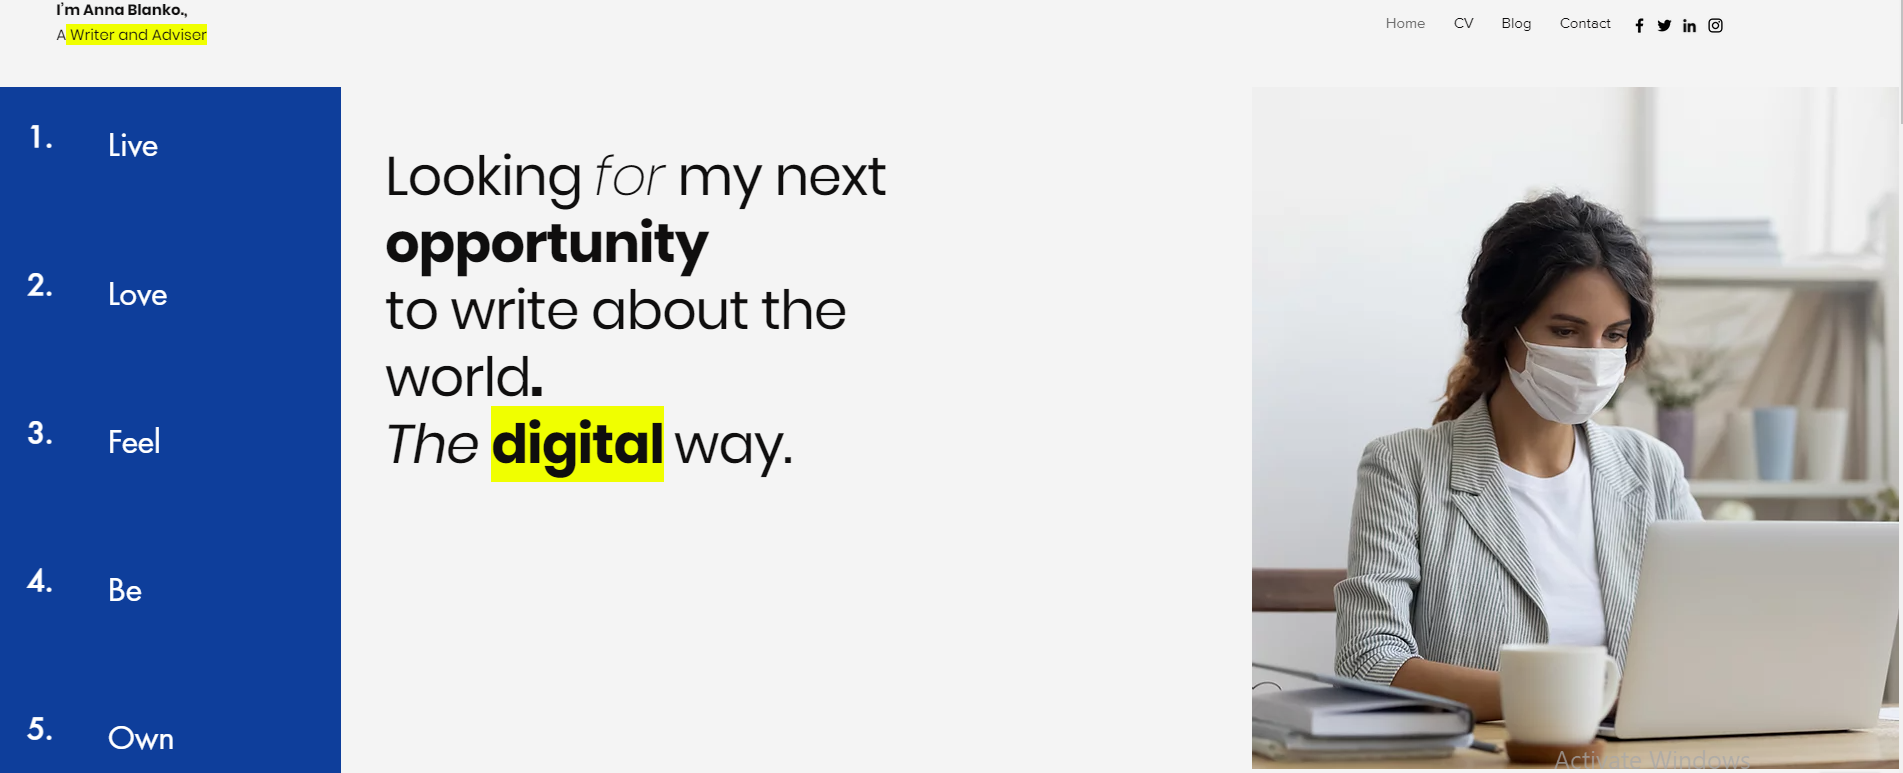 I'm Anna Blanko.,
A Writer and Adviser
Home CV Blog Contact
1. Live
2. Love
3. Feel
4. Be
5. Own
Looking for my next
opportunity
to write about the
world.
The digital way.
Activate Windows